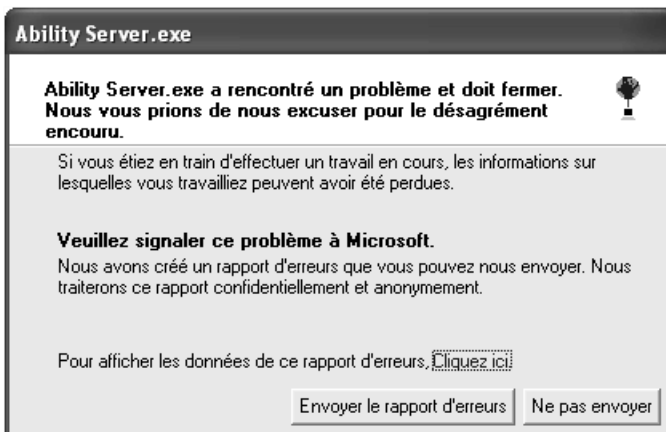 Ability Server.exe
Ability Server.exe a rencontré un problème et doit fermer.
Nous vous prions de nous excuser pour le désagrément
encouru.
Si vous étiez en train d'effectuer un travail en cours, les informations sur
lesquelles vous travailliez peuvent avoir été perdues.
Veuillez signaler ce problème à Microsoft.
Nous avons créé un rapport d'erreurs que vous pouvez nous envoyer. Nous
traiterons ce rapport confidentiellement et anonymement.
Pour afficher les données de ce rapport d'erreurs, Cliquez ici.
Envoyer le rapport d'erreurs Ne pas envoyer